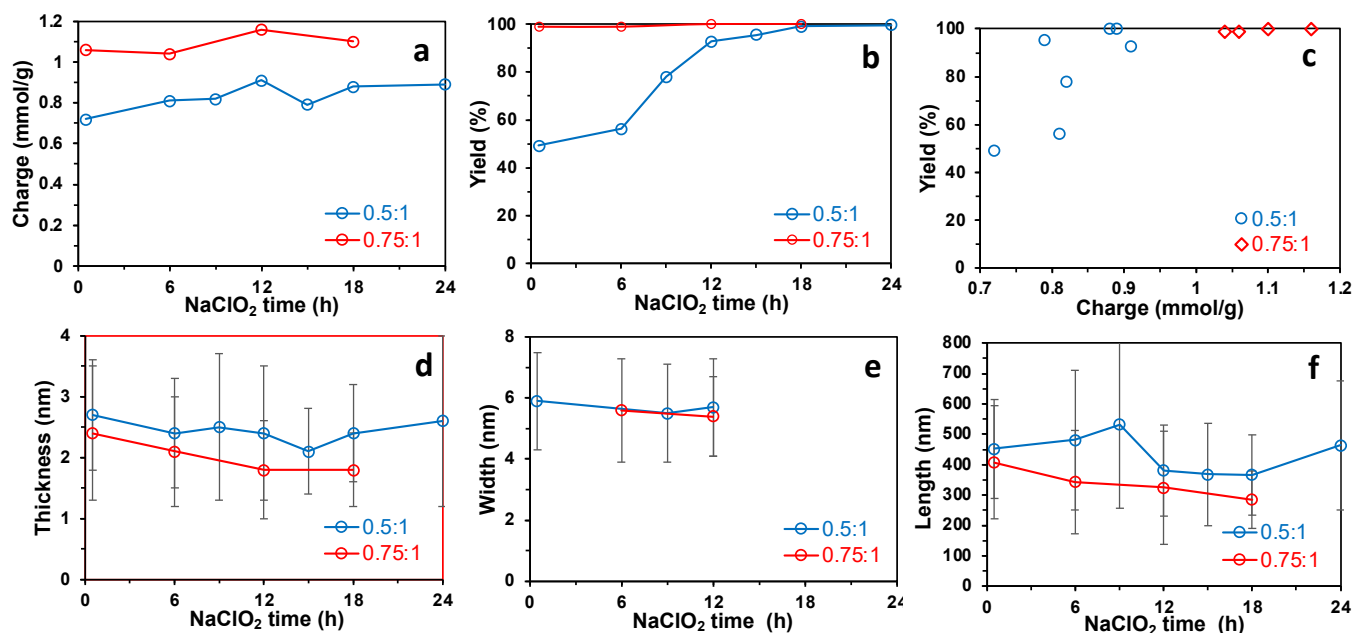 a
Charge (mmol/g)
1.2
1
0.8
0.6
0.4
0.2
0
0 6 12 18 24
NaClO₂ time (h)
0.5:1
0.75:1
b
Yield (%)
100
80
60
40
20
0
0 6 12 18 24
NaClO₂ time (h)
0.5:1
0.75:1
c
Yield (%)
100
80
60
40
20
0
0.7 0.8 0.9 1 1.1 1.2
Charge (mmol/g)
0.5:1
0.75:1
d
Thickness (nm)
4
3
2
1
0
0 6 12 18 24
NaClO₂ time (h)
0.5:1
0.75:1
e
Width (nm)
8
6
4
2
0
0 6 12 18 24
NaClO₂ time (h)
0.5:1
0.75:1
f
Length (nm)
800
700
600
500
400
300
200
100
0
0 6 12 18 24
NaClO₂ time (h)
0.5:1
0.75:1